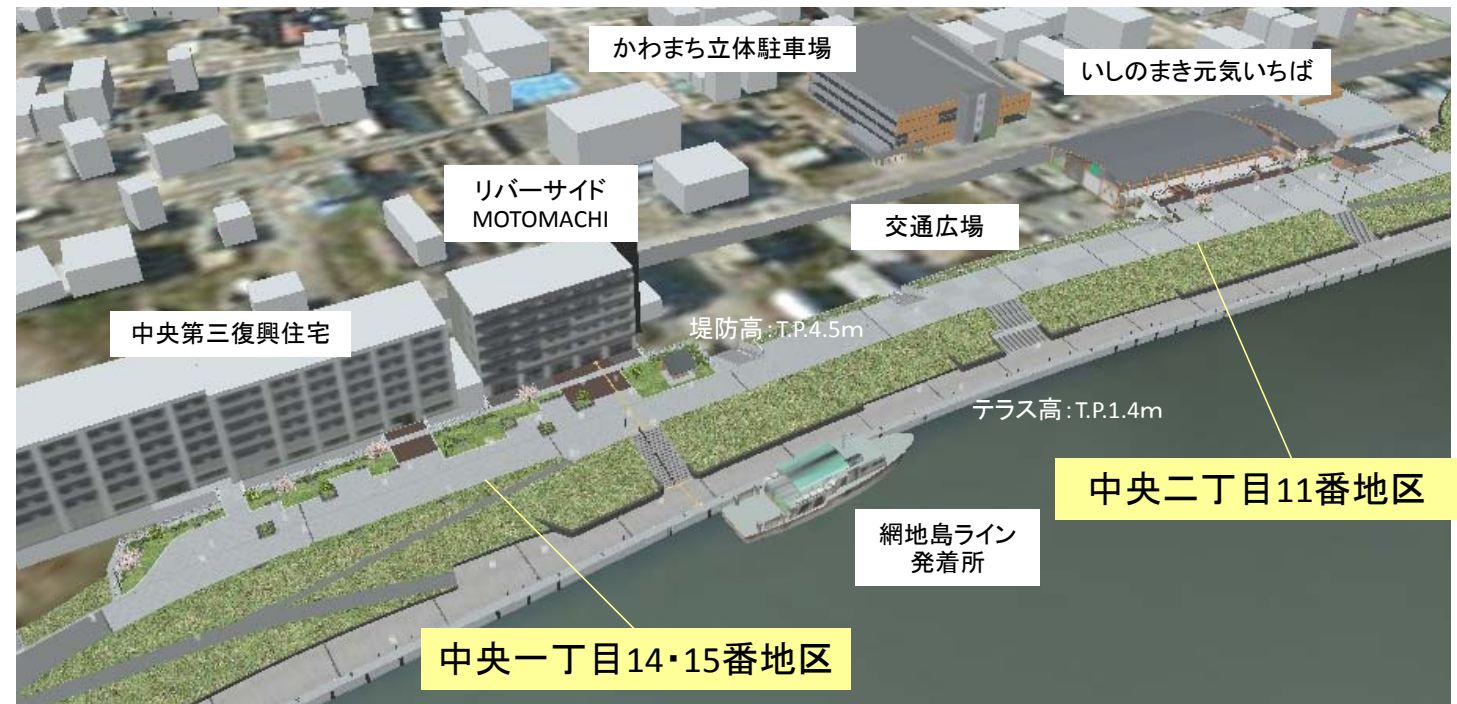 かわまち立体駐車場
いしのまき元気いちば
リバーサイド
MOTOMACHI
交通広場
中央第三復興住宅
堤防高:T.P.4.5m
テラス高:T.P.1.4m
中央二丁目11番地区
網地島ライン
発着所
中央一丁目14・15番地区